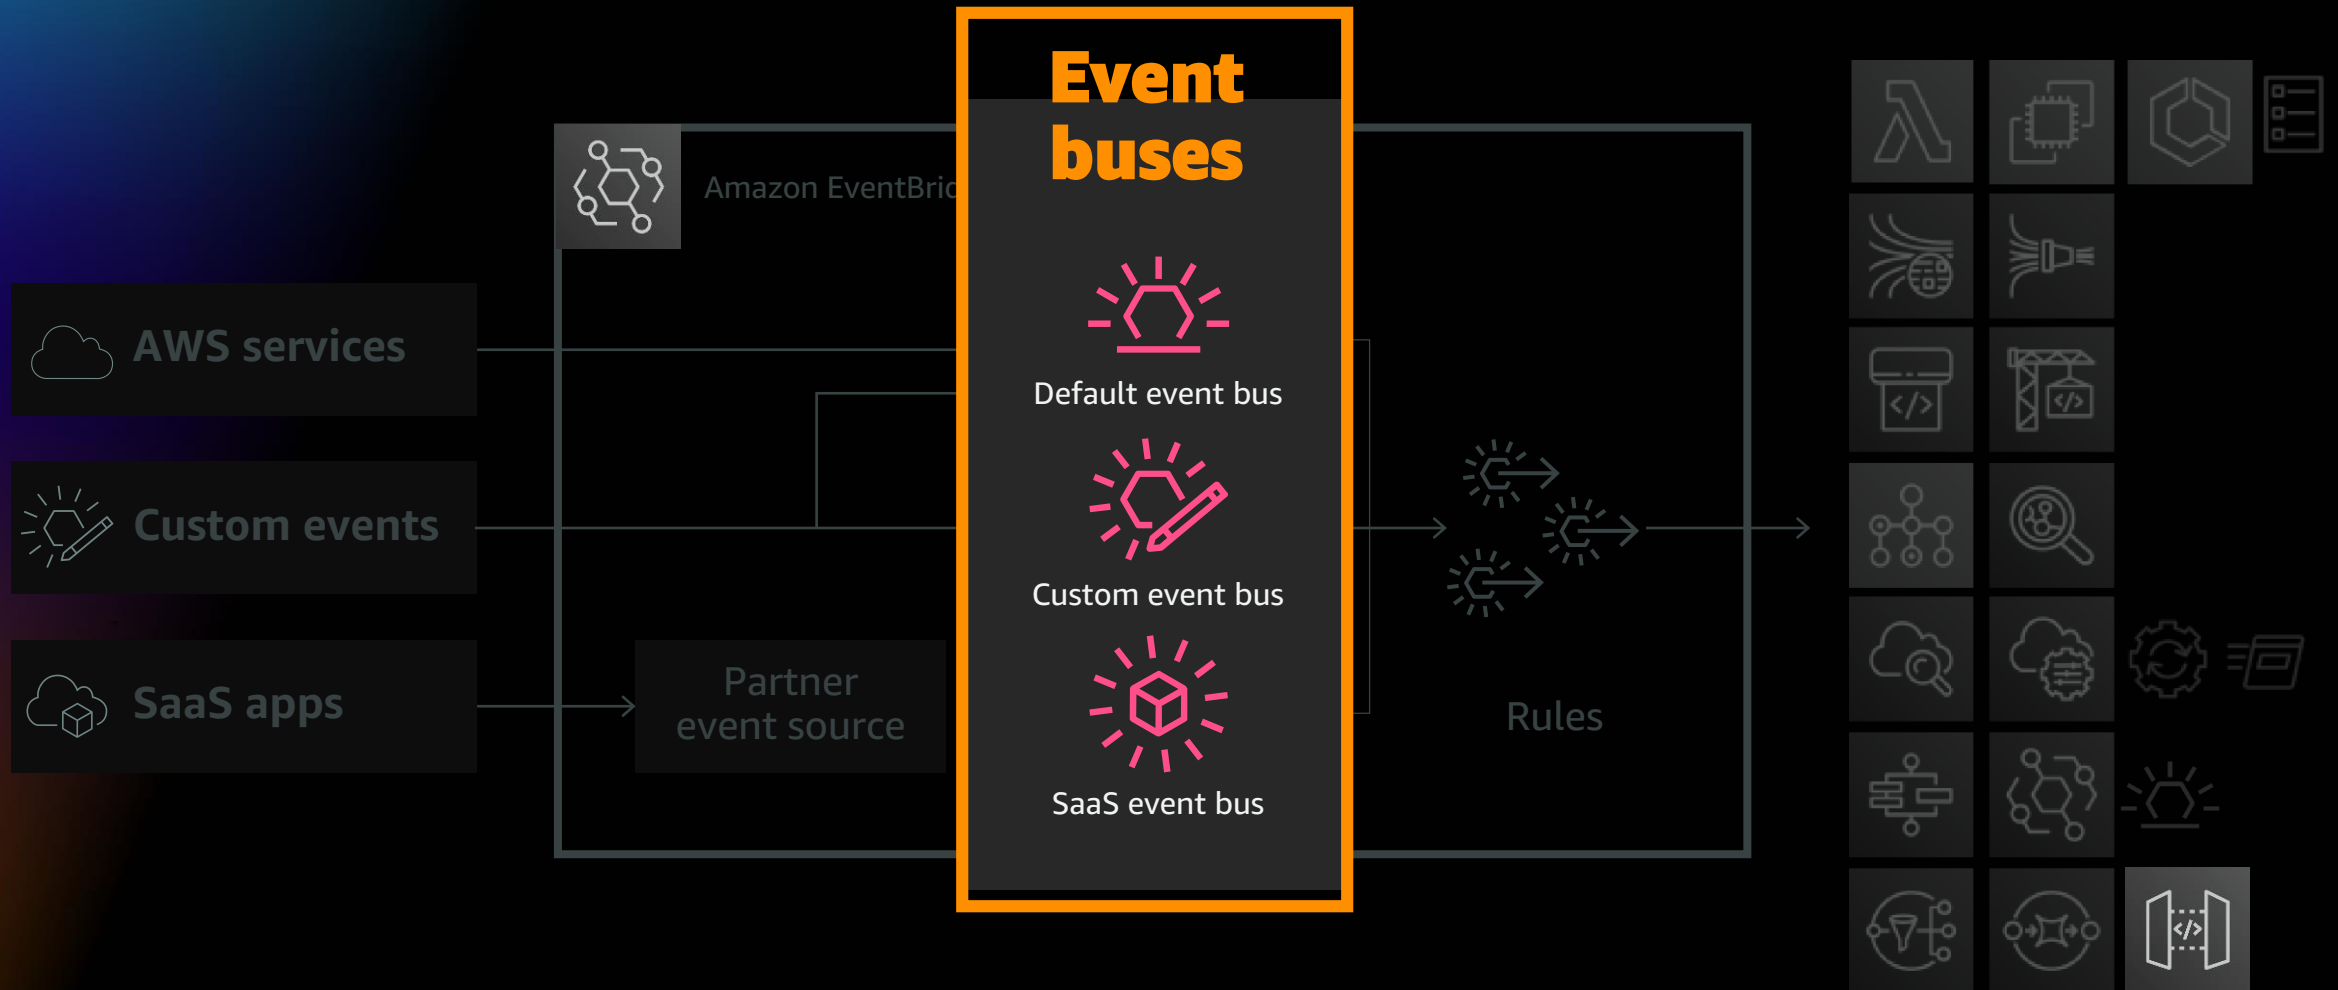 Event
buses
Amazon EventBrid
AWS services
Default event bus
Custom events
Custom event bus
SaaS apps
Partner
event source
SaaS event bus
Rules